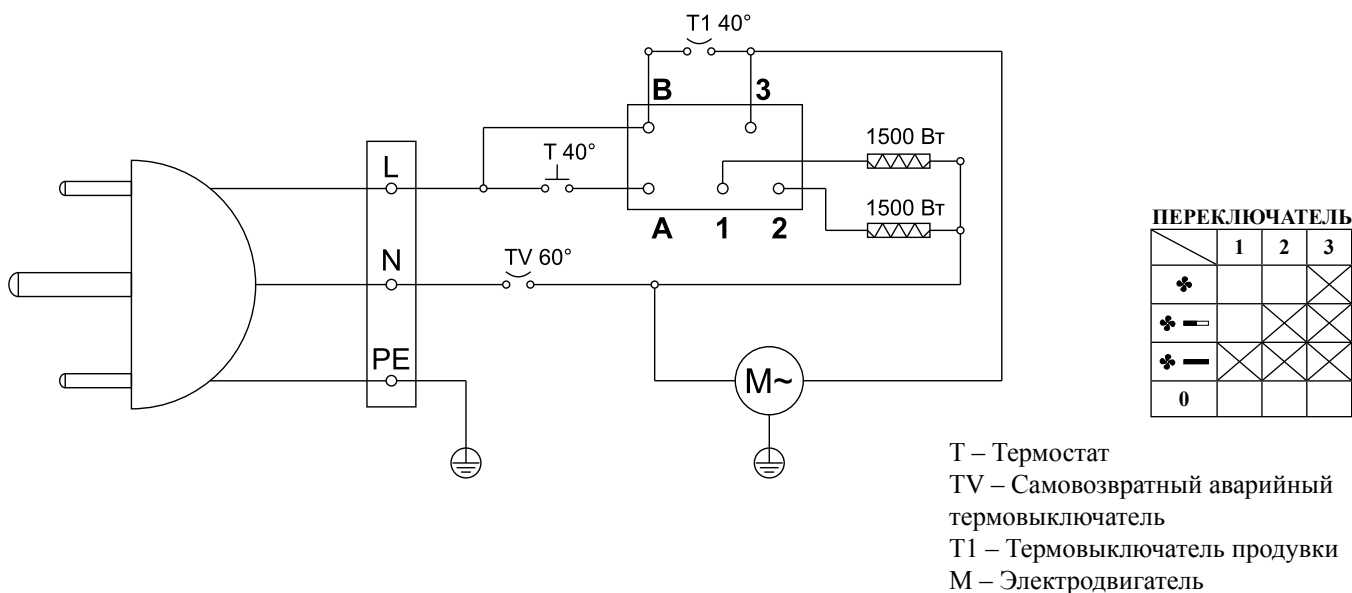 T1 40°
B 3
1500 Вт
L
T 40°
1500 Вт
A 1 2
N
TV 60°
PE
M~
ПЕРЕКЛЮЧАТЕЛЬ
1 2 3
0
T – Термостат
TV – Самовозвратный аварийный
термовыключатель
T1 – Термовыключатель продувки
M – Электродвигатель